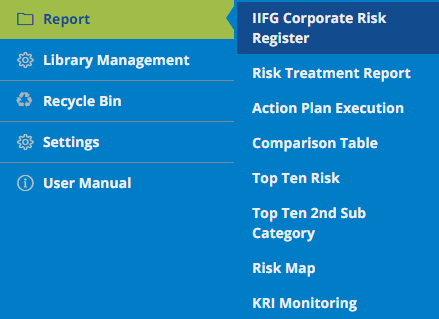 Report
Library Management
Recycle Bin
Settings
User Manual
IIFG Corporate Risk
Register
Risk Treatment Report
Action Plan Execution
Comparison Table
Top Ten Risk
Top Ten 2nd Sub
Category
Risk Map
KRI Monitoring